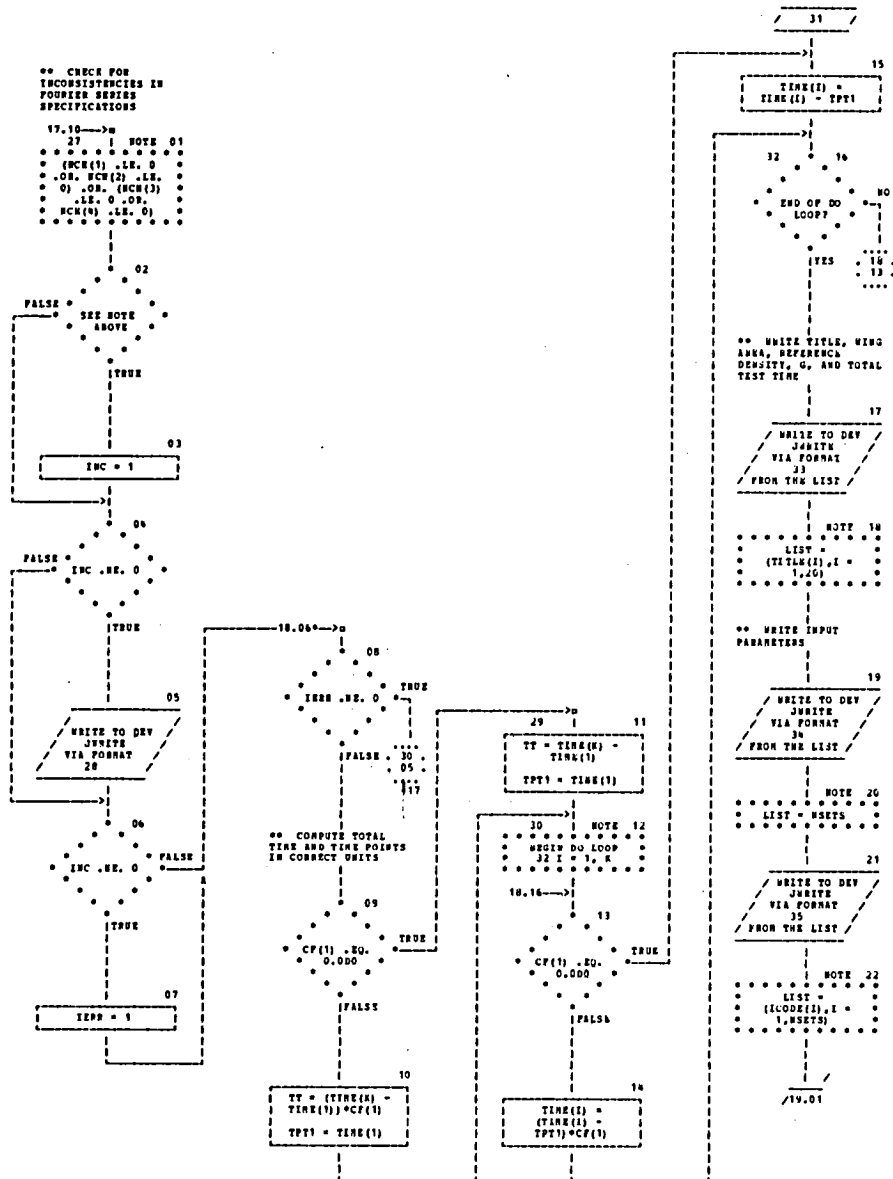 ** CHECK FOR
INCONSISTENCIES IN
FOURIER SERIES
SPECIFICATIONS
17.10--->
27 NOTE 01
(NCM(1) .LE. 0
.OR. NCM(2) .LE.
0) .OR. (NCM(3)
.LE. 0 .OR.
NCM(4) .LE. 0)
02
FALSE
SEE NOTE
ABOVE
TRUE
03
INC = 1
04
FALSE
INC .NE. 0
TRUE
05
WRITE TO DEV
JWRITE
VIA FORMAT
28
06
INC .NE. 0
FALSE
TRUE
07
IERR = 1
18.06*--->
08
IERR .NE. 0
TRUE
30
05
17
FALSE
** COMPUTE TOTAL
TIME AND TIME POINTS
IN CORRECT UNITS
09
CF(1) .EQ.
0.0D0
TRUE
FALSE
10
TT = (TIME(K) -
TIME(1))*CF(1)
TPT1 = TIME(1)
29
11
TT = TIME(K) -
TIME(1)
TPT1 = TIME(1)
30 NOTE 12
BEGIN DO LOOP
32 I = 1, K
18.16--->
13
CF(1) .EQ.
0.0D0
TRUE
FALSE
14
TIME(I) =
(TIME(I) -
TPT1)*CF(1)
31
15
TIME(I) =
TIME(I) - TPT1
32 16
END OF DO
LOOP?
NO
18
13
YES
** WRITE TITLE, WING
AREA, REFERENCE
DENSITY, G, AND TOTAL
TEST TIME
17
WRITE TO DEV
JWRITE
VIA FORMAT
33
FROM THE LIST
NOTE 18
LIST =
(TITLE(I),I =
1,20)
** WRITE INPUT
PARAMETERS
19
WRITE TO DEV
JWRITE
VIA FORMAT
34
FROM THE LIST
NOTE 20
LIST = NSETS
21
WRITE TO DEV
JWRITE
VIA FORMAT
35
FROM THE LIST
NOTE 22
LIST =
(ICODE(I),I =
1,NSETS)
19.01